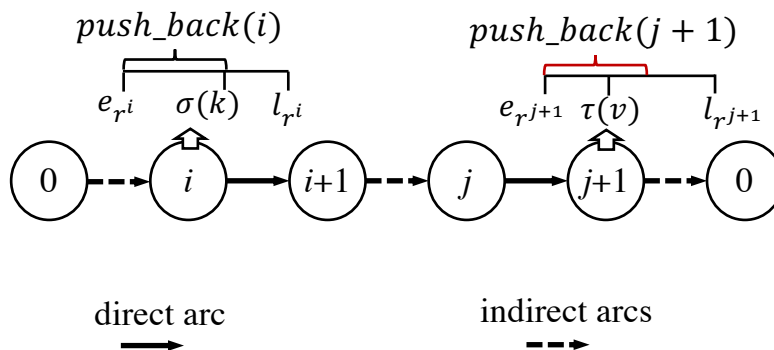 push_back(i) push_back(j + 1)
e_{r^i} σ(k) l_{r^i} e_{r^{j+1}} τ(v) l_{r^{j+1}}
0 i i+1 j j+1 0
direct arc indirect arcs